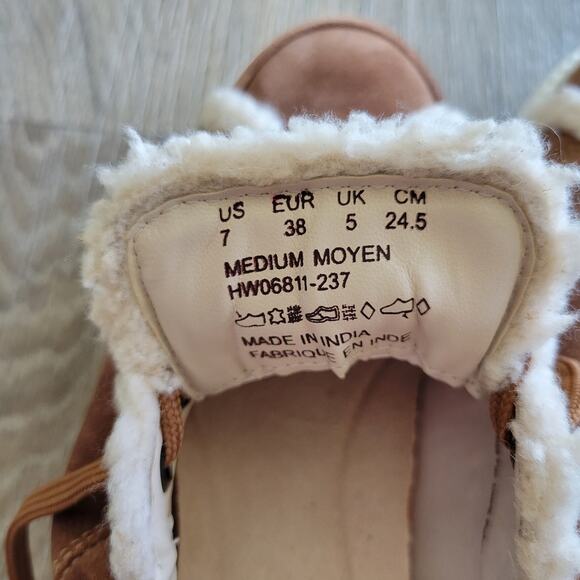 US EUR UK CM
7 38 5 24.5
MEDIUM MOYEN
HW06811-237
MADE IN INDIA
FABRIQUE EN INDE